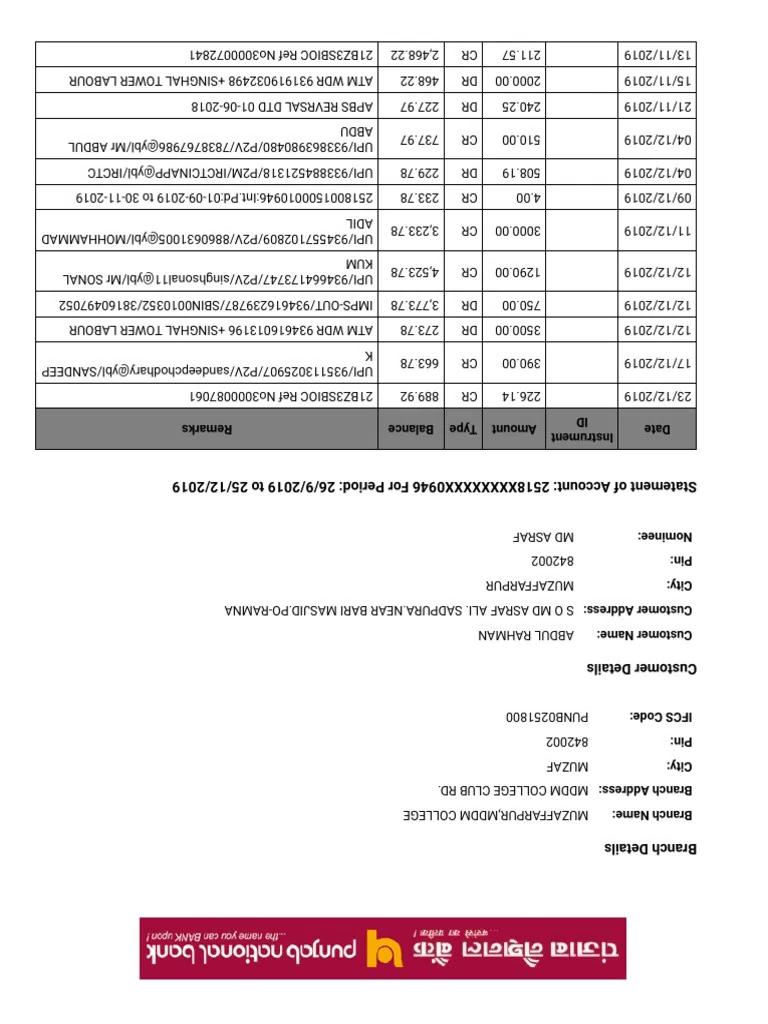 पंजाब नैशनल बैंक punjab national bank
...भरोसे का प्रतीक ! ...the name you can BANK upon !
Branch Details
Branch Name: MUZAFFARPUR,MDDM COLLEGE
Branch Address: MDDM COLLEGE CLUB RD.
City: MUZAF
Pin: 842002
IFCS Code: PUNB0251800
Customer Details
Customer Name: ABDUL RAHMAN
Customer Address: S O MD ASRAF ALI. SADPURA.NEAR BARI MASJID.PO-RAMNA
City: MUZAFFARPUR
Pin: 842002
Nominee: MD ASRAF
Statement of Account: 2518XXXXXXXX0946 For Period: 26/9/2019 to 25/12/2019
Date Instrument ID Amount Type Balance Remarks
23/12/2019 226.14 CR 889.92 21BZ3SBIOC Ref No3000087061
17/12/2019 390.00 CR 663.78 UPI/935113025907/P2V/sandeepchodhary@ybl/SANDEEP
K
12/12/2019 3500.00 DR 273.78 ATM WDR 934616013196 +SINGHAL TOWER LABOUR
12/12/2019 750.00 DR 3,773.78 IMPS-OUT/934616239787/SBIN0010352/38160497052
12/12/2019 1290.00 CR 4,523.78 UPI/934664173747/P2V/singhsonal11@ybl/Mr SONAL
KUM
11/12/2019 3000.00 CR 3,233.78 UPI/934557102809/P2V/8860631005@ybl/MOHHAMMAD
ADIL
09/12/2019 4.00 CR 233.78 2518001500010946:Int.Pd:01-09-2019 to 30-11-2019
04/12/2019 508.19 DR 229.78 UPI/933884521318/P2M/IRCTCINAPP@ybl/IRCTC
04/12/2019 510.00 CR 737.97 UPI/933863980480/P2V/7838767986@ybl/Mr ABDUL
ABDU
21/11/2019 240.25 DR 227.97 APBS REVRSAL DTD 01-06-2018
15/11/2019 2000.00 DR 468.22 ATM WDR 931919032498 +SINGHAL TOWER LABOUR
13/11/2019 211.57 CR 2,468.22 21BZ3SBIOC Ref No300072841